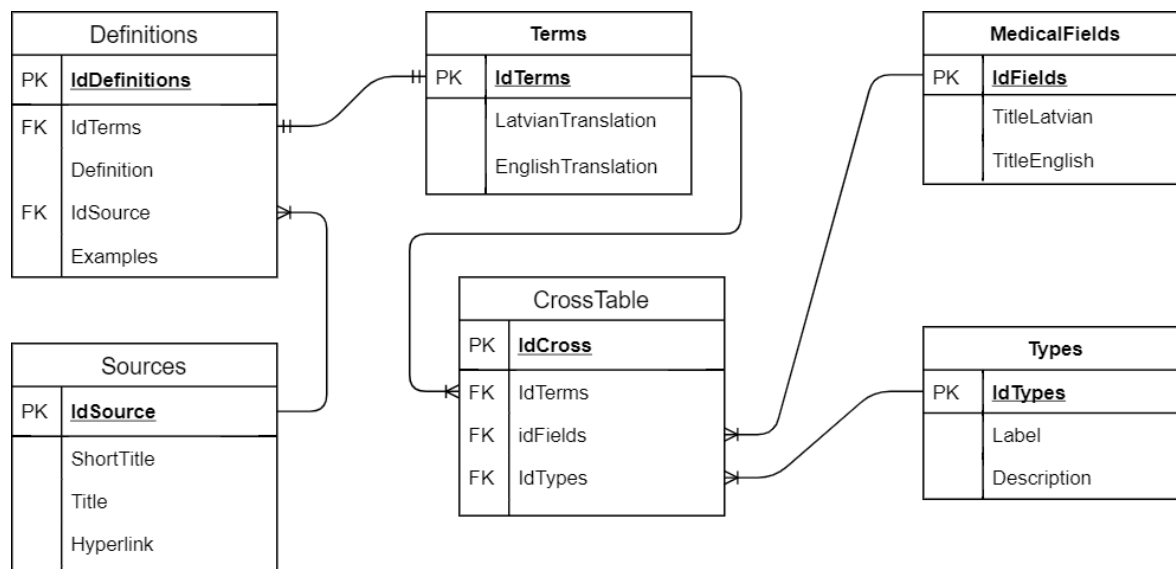 Definitions
PK IdDefinitions
FK IdTerms
Definition
FK IdSource
Examples
Terms
PK IdTerms
LatvianTranslation
EnglishTranslation
MedicalFields
PK IdFields
TitleLatvian
TitleEnglish
CrossTable
PK IdCross
FK IdTerms
FK idFields
FK IdTypes
Sources
PK IdSource
ShortTitle
Title
Hyperlink
Types
PK IdTypes
Label
Description